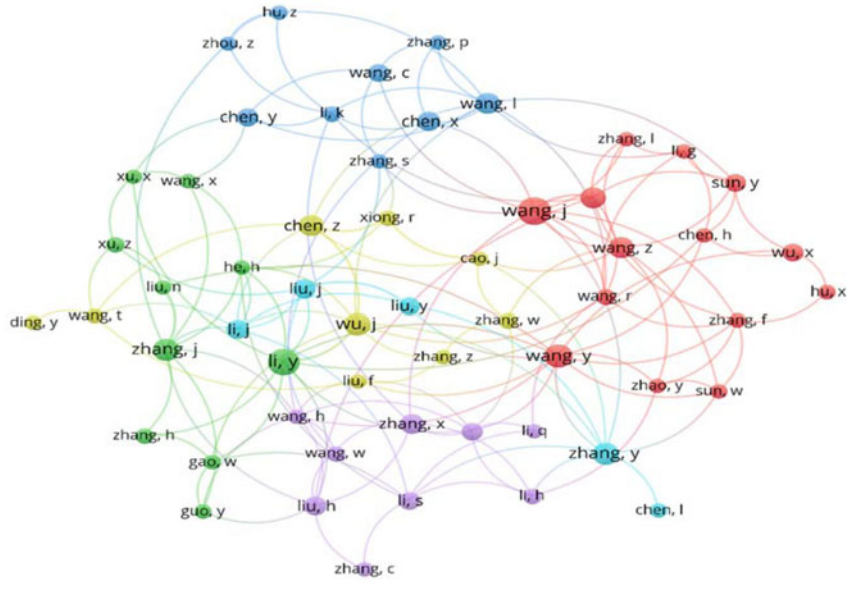 hu, z
zhou, z
zhang, p
wang, c
wang, l
chen, y
li, k
chen, x
zhang, l
li, g
zhang, s
xu, x
wang, x
sun, y
wang, j
chen, z
xiong, r
chen, h
xu, z
wang, z
wu, x
cao, j
he, h
liu, n
liu, j
wang, r
hu, x
liu, y
ding, y
wang, t
li, j
wu, j
zhang, w
zhang, f
zhang, j
li, y
zhang, z
wang, y
liu, f
zhao, y
sun, w
wang, h
zhang, x
li, q
zhang, h
gao, w
wang, w
zhang, y
guo, y
liu, h
li, s
li, h
chen, l
zhang, c